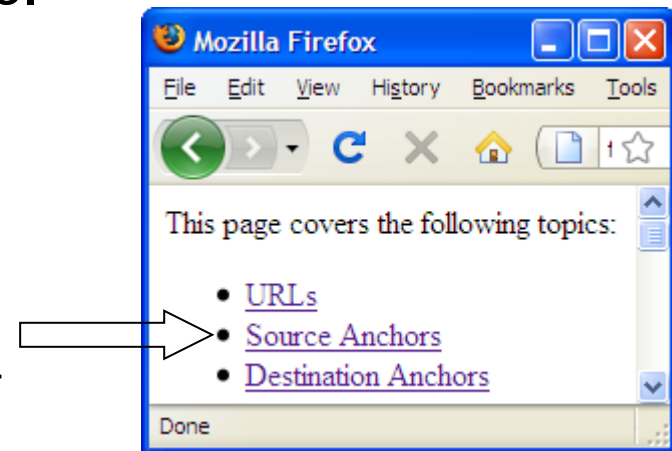 Mozilla Firefox
File Edit View History Bookmarks Tools
This page covers the following topics:
• URLs
• Source Anchors
• Destination Anchors
Done